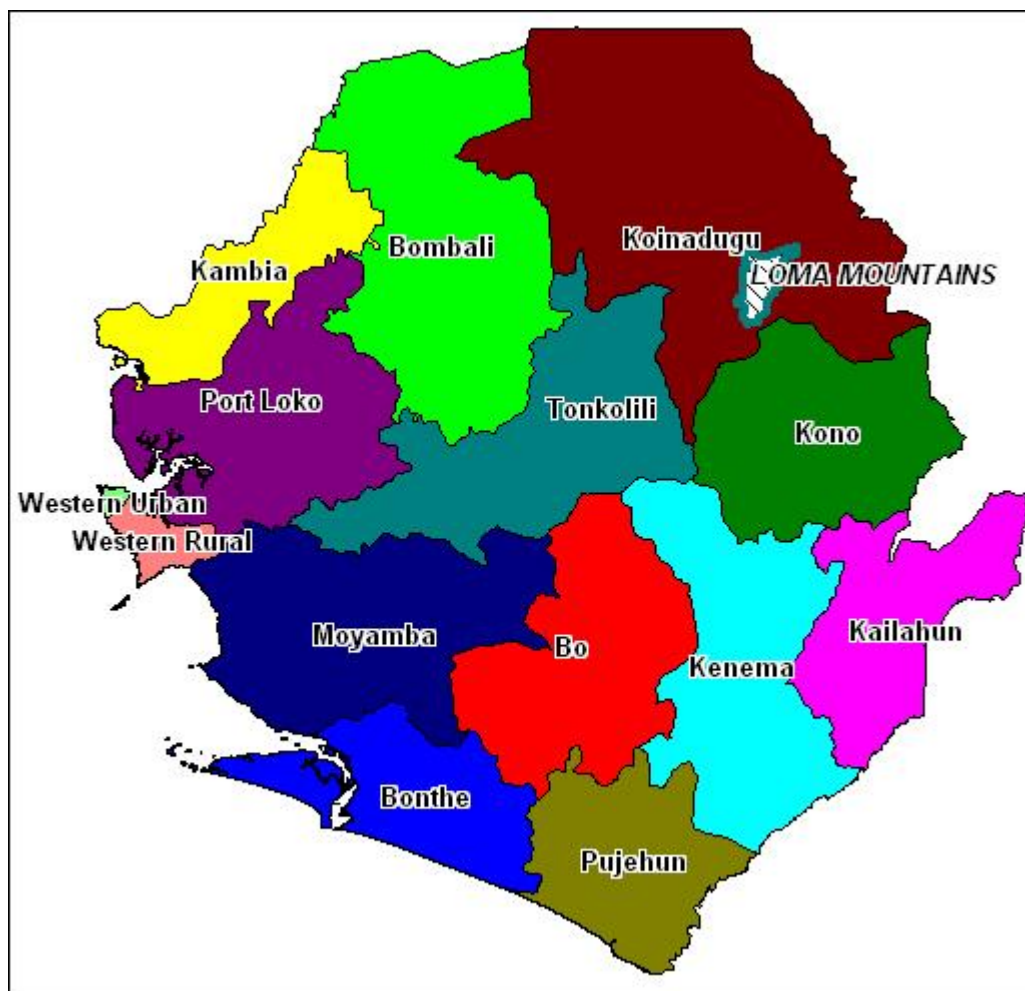 Koinadugu
Bombali
Kambia
LOMA MOUNTAINS
Port Loko
Tonkolili
Kono
Western Urban
Western Rural
Moyamba
Bo
Kailahun
Kenema
Bonthe
Pujehun